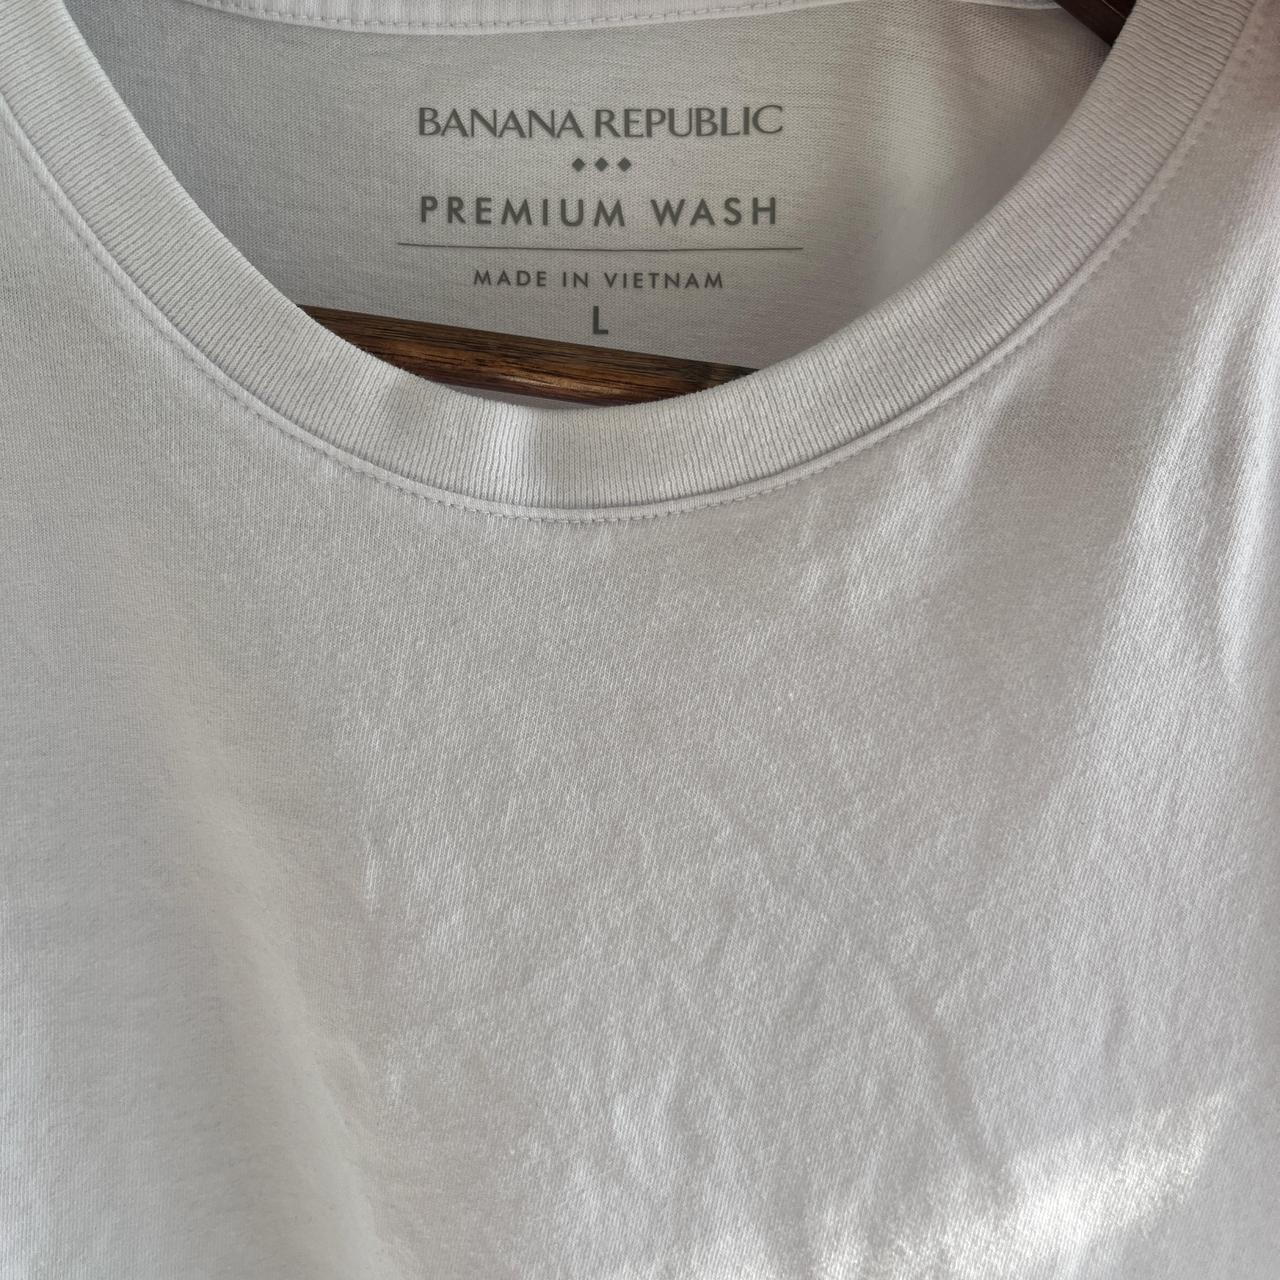 BANANA REPUBLIC
PREMIUM WASH
MADE IN VIETNAM
L